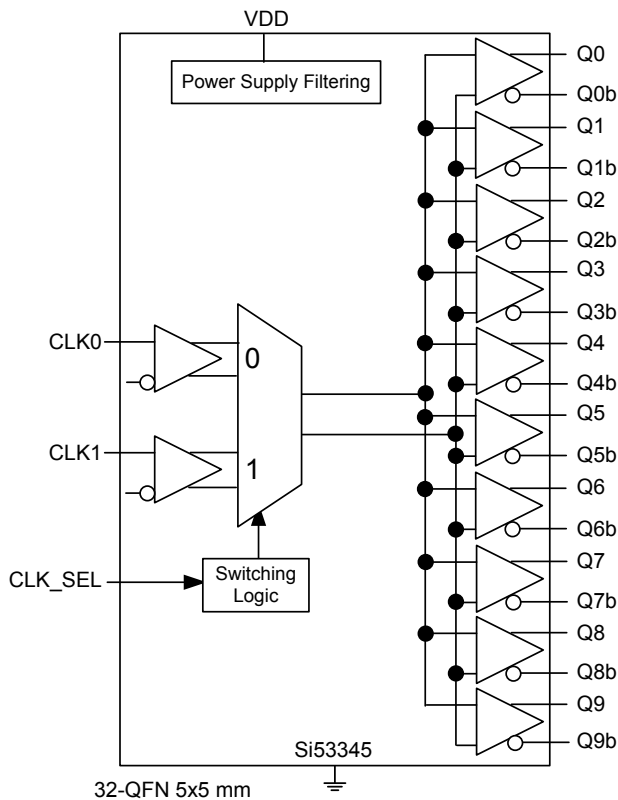 VDD
Power Supply Filtering
Q0
Q0b
Q1
Q1b
Q2
Q2b
Q3
Q3b
CLK0
0
Q4
Q4b
Q5
CLK1
1
Q5b
Q6
Q6b
CLK_SEL
Switching
Logic
Q7
Q7b
Q8
Q8b
Q9
Q9b
Si53345
32-QFN 5x5 mm